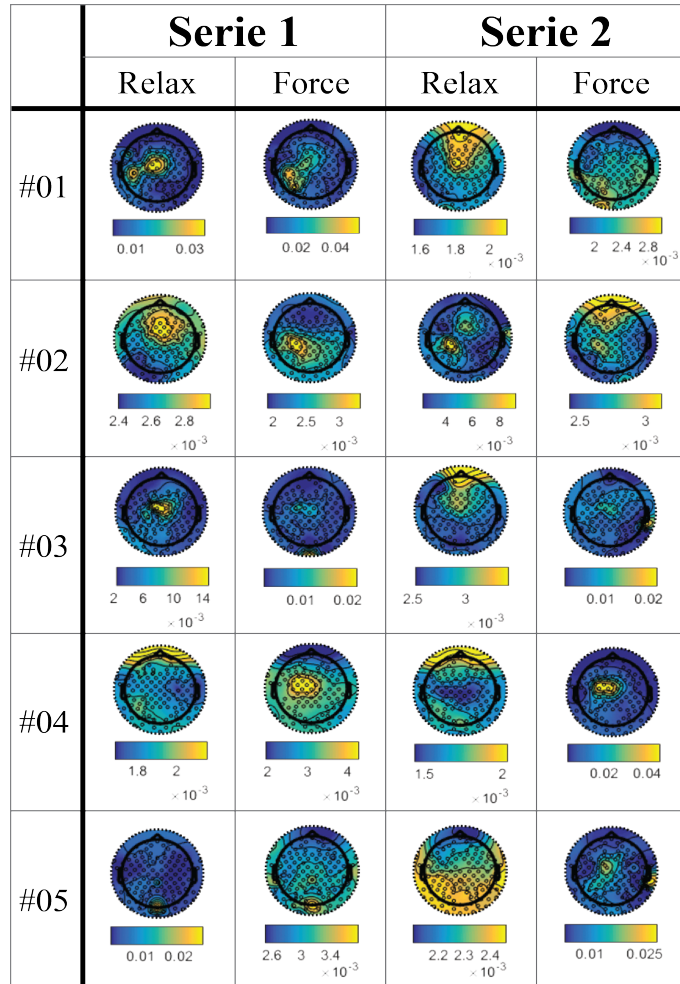 Serie 1 Serie 2
Relax Force Relax Force
#01
0.01 0.03 0.02 0.04 1.6 1.8 2 2 2.4 2.8
× 10-3 × 10-3
#02
2.4 2.6 2.8 2 2.5 3 4 6 8 2.5 3
× 10-3 × 10-3 × 10-3 × 10-3
#03
2 6 10 14 0.01 0.02 2.5 3 0.01 0.02
× 10-3 × 10-3
#04
1.8 2 2 3 4 1.5 2 0.02 0.04
× 10-3 × 10-3 × 10-3
#05
0.01 0.02 2.6 3 3.4 2.2 2.3 2.4 0.01 0.025
× 10-3 × 10-3